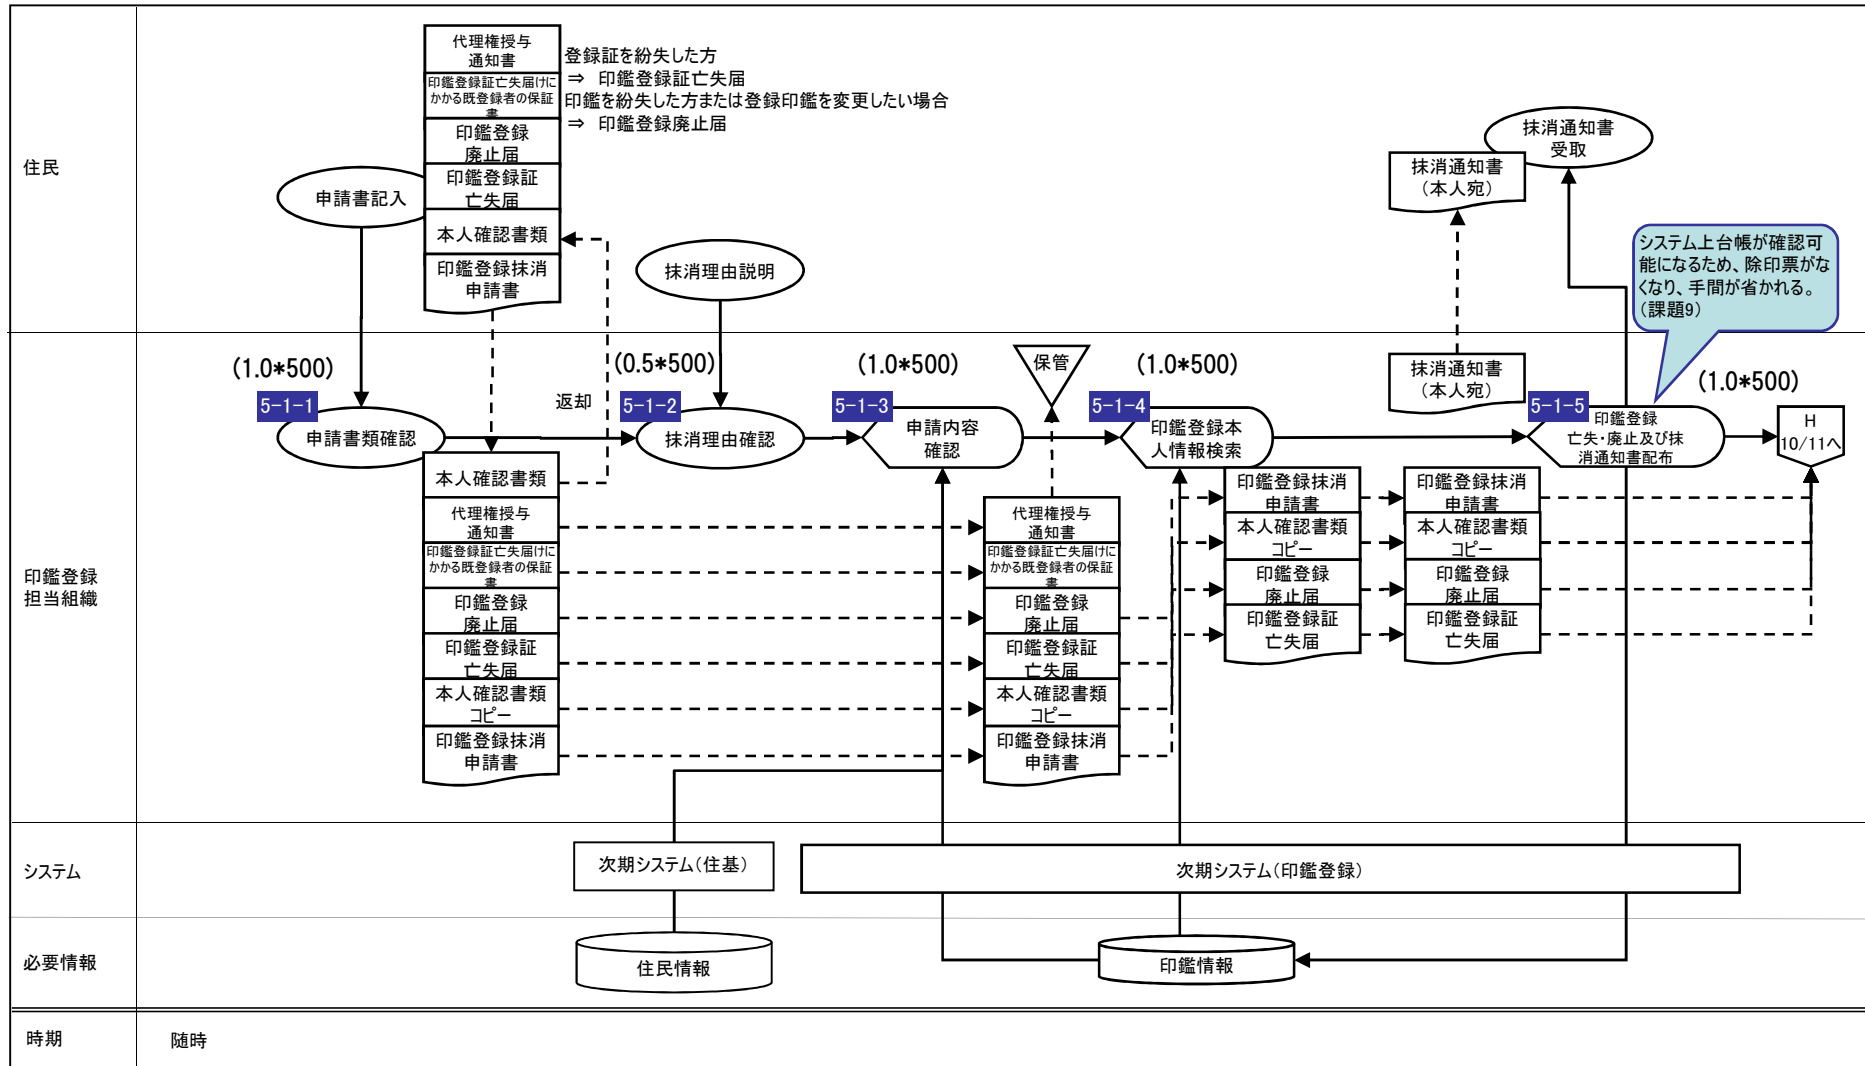 住民
代理権授与
通知書
印鑑登録証亡失届けに
かかる既登録者の保証
書
印鑑登録
廃止届
印鑑登録証
亡失届
本人確認書類
印鑑登録抹消
申請書
登録証を紛失した方
⇒ 印鑑登録証亡失届
印鑑を紛失した方または登録印鑑を変更したい場合
⇒ 印鑑登録廃止届
申請書記入
抹消理由説明
抹消通知書
(本人宛)
抹消通知書
受取
システム上台帳が確認可
能になるため、除印票がな
くなり、手間が省かれる。
(課題9)
印鑑登録
担当組織
(1.0*500)
5-1-1
申請書類確認
返却
(0.5*500)
5-1-2
抹消理由確認
(1.0*500)
5-1-3
申請内容
確認
保管
(1.0*500)
5-1-4
印鑑登録本
人情報検索
抹消通知書
(本人宛)
(1.0*500)
5-1-5
印鑑登録
亡失・廃止及び抹
消通知書配布
H
10/11へ
本人確認書類
代理権授与
通知書
印鑑登録証亡失届けに
かかる既登録者の保証
書
印鑑登録
廃止届
印鑑登録証
亡失届
本人確認書類
コピー
印鑑登録抹消
申請書
代理権授与
通知書
印鑑登録証亡失届けに
かかる既登録者の保証
書
印鑑登録
廃止届
印鑑登録証
亡失届
本人確認書類
コピー
印鑑登録抹消
申請書
印鑑登録抹消
申請書
本人確認書類
コピー
印鑑登録
廃止届
印鑑登録証
亡失届
印鑑登録抹消
申請書
本人確認書類
コピー
印鑑登録
廃止届
印鑑登録証
亡失届
システム
次期システム(住基)
次期システム(印鑑登録)
必要情報
住民情報
印鑑情報
時期
随時